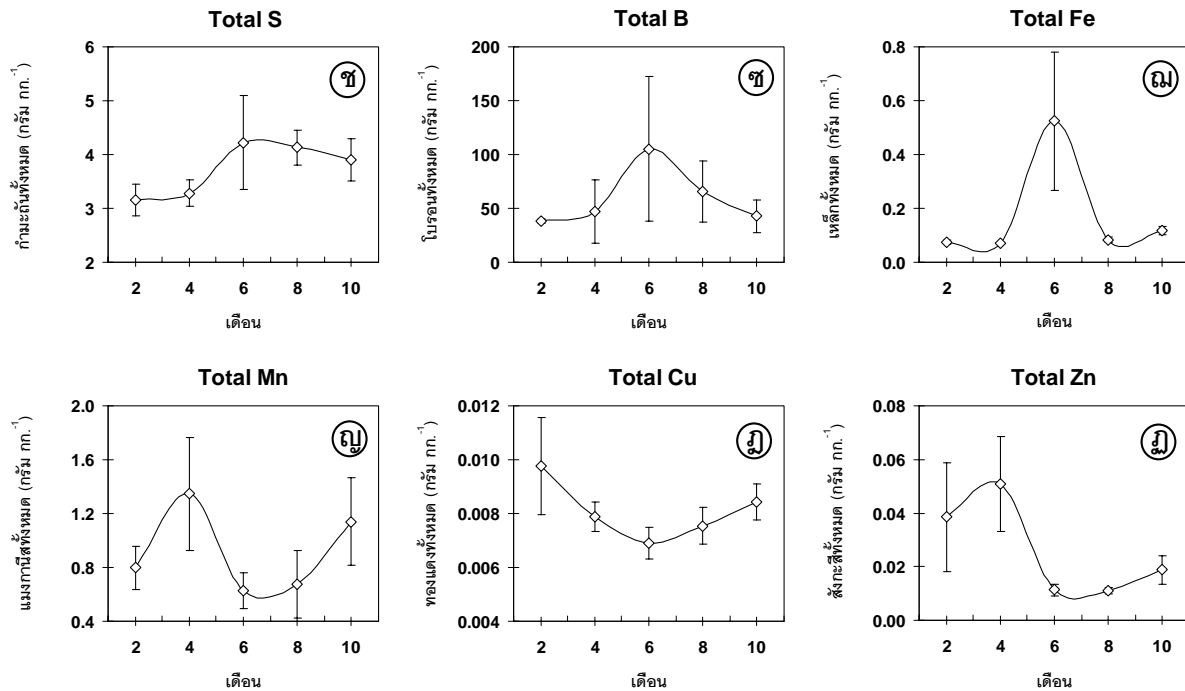 Total S
6
5
4
3
2
กำมะถันทั้งหมด (กรัม กก.-1)
ช
2 4 6 8 10
เดือน
Total B
200
150
100
50
0
โบรอนทั้งหมด (กรัม กก.-1)
ซ
2 4 6 8 10
เดือน
Total Fe
0.8
0.6
0.4
0.2
0.0
เหล็กทั้งหมด (กรัม กก.-1)
ฌ
2 4 6 8 10
เดือน
Total Mn
2.0
1.6
1.2
0.8
0.4
แมงกานีสทั้งหมด (กรัม กก.-1)
ญ
2 4 6 8 10
เดือน
Total Cu
0.012
0.010
0.008
0.006
0.004
ทองแดงทั้งหมด (กรัม กก.-1)
ฎ
2 4 6 8 10
เดือน
Total Zn
0.08
0.06
0.04
0.02
0.00
สังกะสีทั้งหมด (กรัม กก.-1)
ฏ
2 4 6 8 10
เดือน